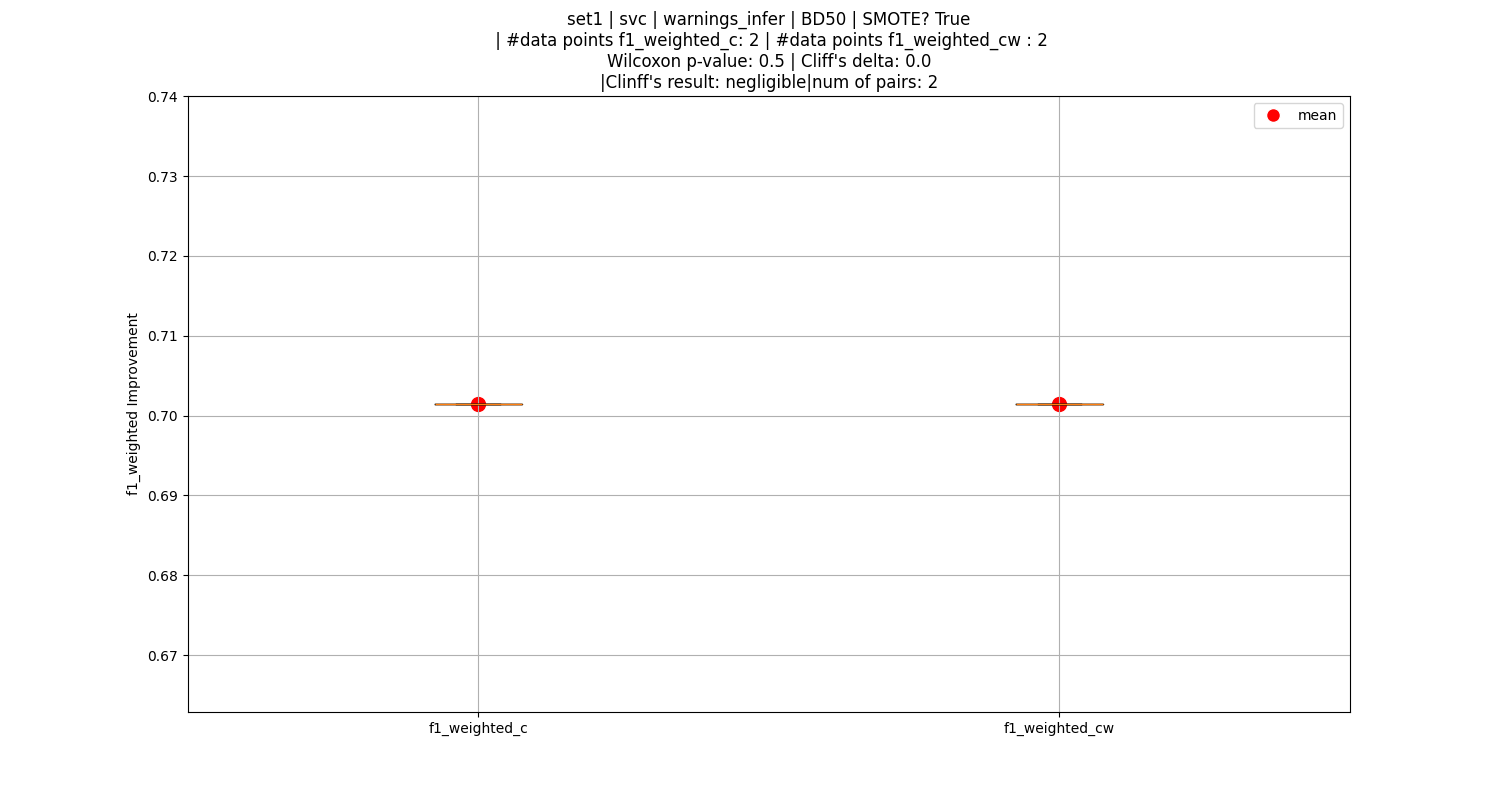 set1 | svc | warnings_infer | BD50 | SMOTE? True
| #data points f1_weighted_c: 2 | #data points f1_weighted_cw : 2
Wilcoxon p-value: 0.5 | Cliff's delta: 0.0
|Clinff's result: negligible|num of pairs: 2
mean
0.74
0.73
0.72
0.71
0.70
0.69
0.68
0.67
f1_weighted Improvement
f1_weighted_c
f1_weighted_cw